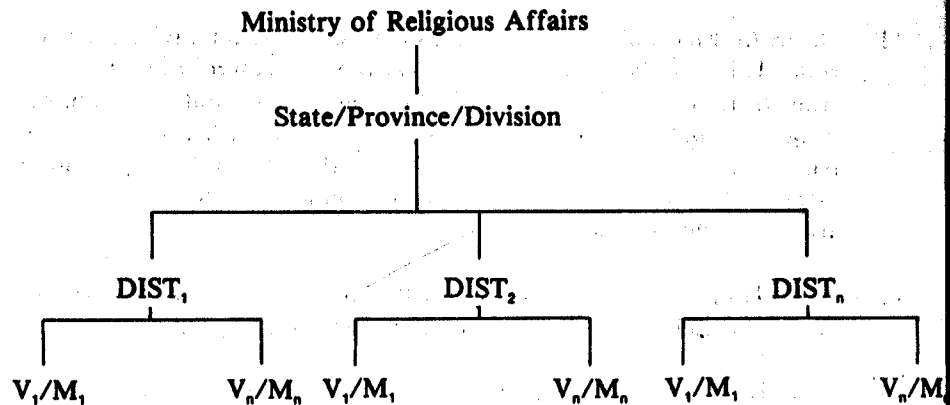 Ministry of Religious Affairs
State/Province/Division
DIST₁ DIST₂ DISTₙ
V₁/M₁ Vₙ/Mₙ V₁/M₁ Vₙ/Mₙ V₁/M₁ Vₙ/M